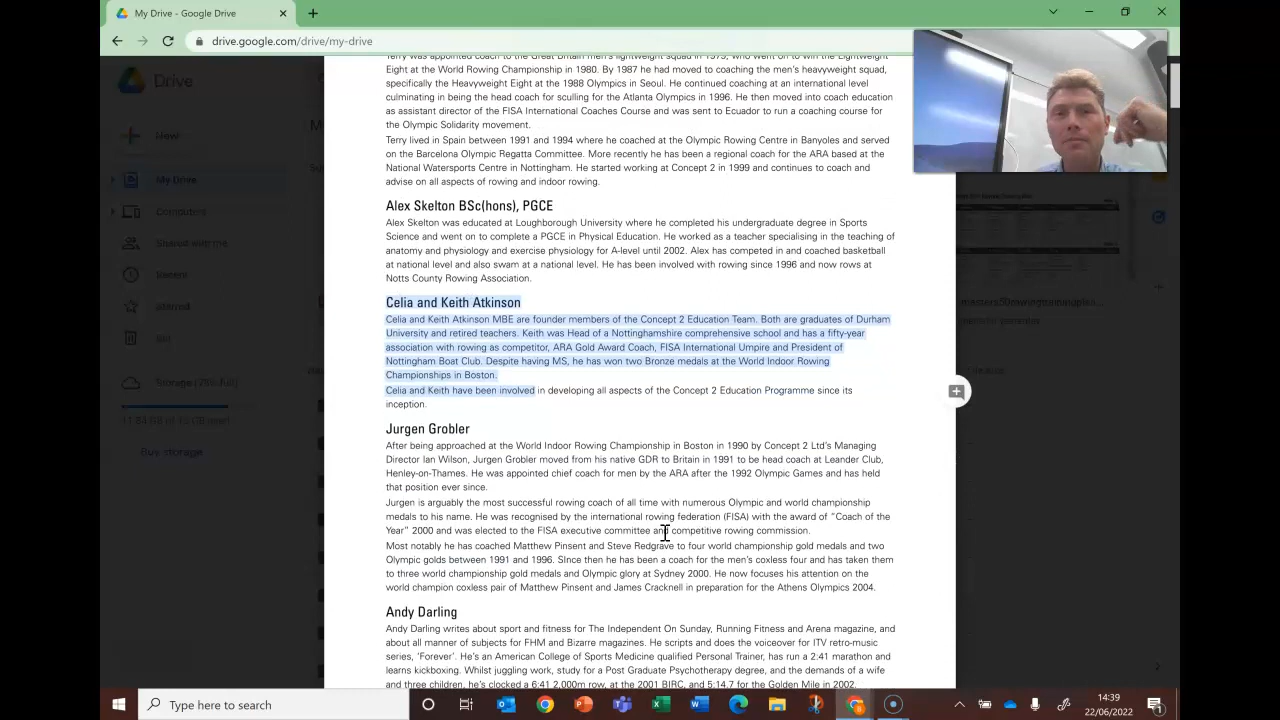 My Drive - Google Drive
drive.google.com/drive/my-drive
Terry was appointed coach to the Great Britain men's lightweight squad in 1979, who went on to win the Lightweight
Eight at the World Rowing Championship in 1980. By 1987 he had moved to coaching the men's heavyweight squad,
specifically the Heavyweight Eight at the 1988 Olympics in Seoul. He continued coaching at an international level
culminating in being the head coach for sculling for the Atlanta Olympics in 1996. He then moved into coach education
as assistant director of the FISA International Coaches Course and was sent to Ecuador to run a coaching course for
the Olympic Solidarity movement.
Terry lived in Spain between 1991 and 1994 where he coached at the Olympic Rowing Centre in Banyoles and served
on the Barcelona Olympic Regatta Committee. More recently he has been a regional coach for the ARA based at the
National Watersports Centre in Nottingham. He started working at Concept 2 in 1999 and continues to coach and
advise on all aspects of rowing and indoor rowing.
Alex Skelton BSc(hons), PGCE
Alex Skelton was educated at Loughborough University where he completed his undergraduate degree in Sports
Science and went on to complete a PGCE in Physical Education. He worked as a teacher specialising in the teaching of
anatomy and physiology and exercise physiology for A-level until 2002. Alex has competed in and coached basketball
at national level and also swam at a national level. He has been involved with rowing since 1996 and now rows at
Notts County Rowing Association.
Celia and Keith Atkinson
Celia and Keith Atkinson MBE are founder members of the Concept 2 Education Team. Both are graduates of Durham
University and retired teachers. Keith was Head of a Nottinghamshire comprehensive school and has a fifty-year
association with rowing as competitor, ARA Gold Award Coach, FISA International Umpire and President of
Nottingham Boat Club. Despite having MS, he has won two Bronze medals at the World Indoor Rowing
Championships in Boston.
Celia and Keith have been involved in developing all aspects of the Concept 2 Education Programme since its
inception.
Jurgen Grobler
After being approached at the World Indoor Rowing Championship in Boston in 1990 by Concept 2 Ltd's Managing
Director Ian Wilson, Jurgen Grobler moved from his native GDR to Britain in 1991 to be head coach at Leander Club,
Henley-on-Thames. He was appointed chief coach for men by the ARA after the 1992 Olympic Games and has held
that position ever since.
Jurgen is arguably the most successful rowing coach of all time with numerous Olympic and world championship
medals to his name. He was recognised by the international rowing federation (FISA) with the award of "Coach of the
Year" 2000 and was elected to the FISA executive committee and competitive rowing commission.
Most notably he has coached Matthew Pinsent and Steve Redgrave to four world championship gold medals and two
Olympic golds between 1991 and 1996. SInce then he has been a coach for the men's coxless four and has taken them
to three world championship gold medals and Olympic glory at Sydney 2000. He now focuses his attention on the
world champion coxless pair of Matthew Pinsent and James Cracknell in preparation for the Athens Olympics 2004.
Andy Darling
Andy Darling writes about sport and fitness for The Independent On Sunday, Running Fitness and Arena magazine, and
about all manner of subjects for FHM and Bizarre magazines. He scripts and does the voiceover for ITV retro-music
series, 'Forever'. He's an American College of Sports Medicine qualified Personal Trainer, has run a 2:41 marathon and
learns kickboxing. Whilst juggling work, study for a Post Graduate Psychotherapy degree, and the demands of a wife
and three children, he's clocked a 6:41 2,000m row, at the 2001 BIRC, and 5:14.7 for the Golden Mile in 2002.
Drive
New
My Drive
Computers
Shared with me
Recent
Starred
Bin
Storage (79% full)
Buy storage
Type here to search
14:39
22/06/2022